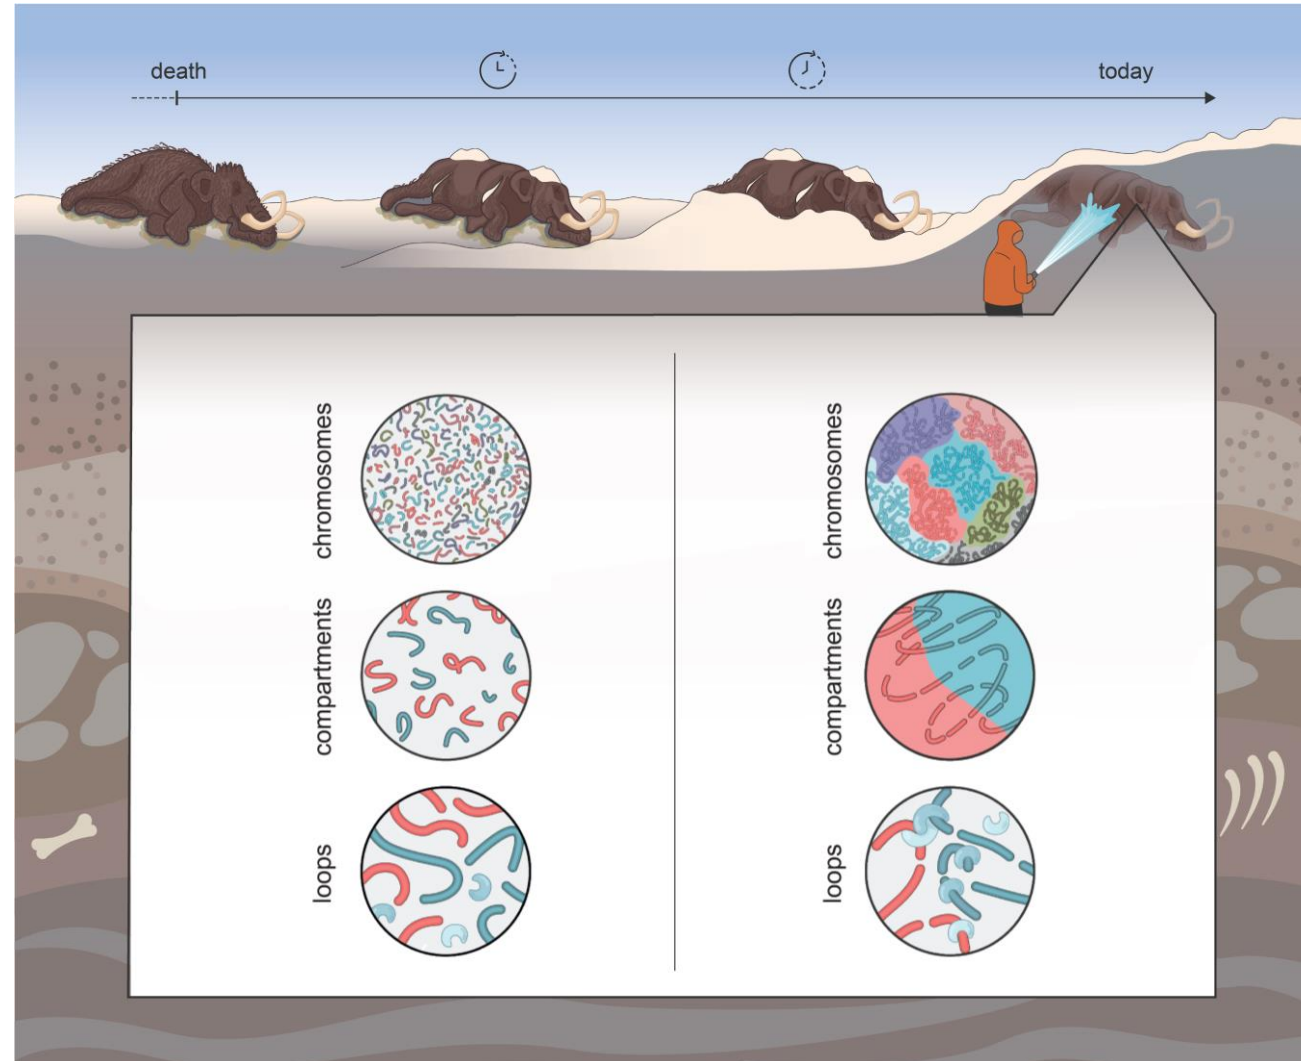 death
today
chromosomes
chromosomes
compartments
compartments
loops
loops